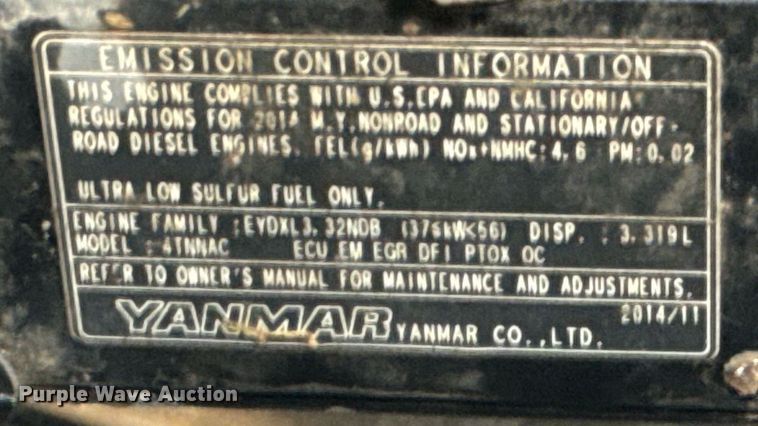 EMISSION CONTROL INFORMATION
THIS ENGINE COMPLIES WITH U.S.EPA AND CALIFORNIA
REGULATIONS FOR 2014 M.Y.NONROAD AND STATIONARY/OFF-
ROAD DIESEL ENGINES. FEL(g/kWh) NOx+NMHC:4.6 PM:0.02
ULTRA LOW SULFUR FUEL ONLY.
ENGINE FAMILY :EYDXL3.32NDB (37≤kW<56) DISP. :3.319L
MODEL :4TNNAC ECU EM EGR DFI PTOX OC
REFER TO OWNER'S MANUAL FOR MAINTENANCE AND ADJUSTMENTS.
2014/11
YANMAR YANMAR CO.,LTD.
Purple Wave Auction